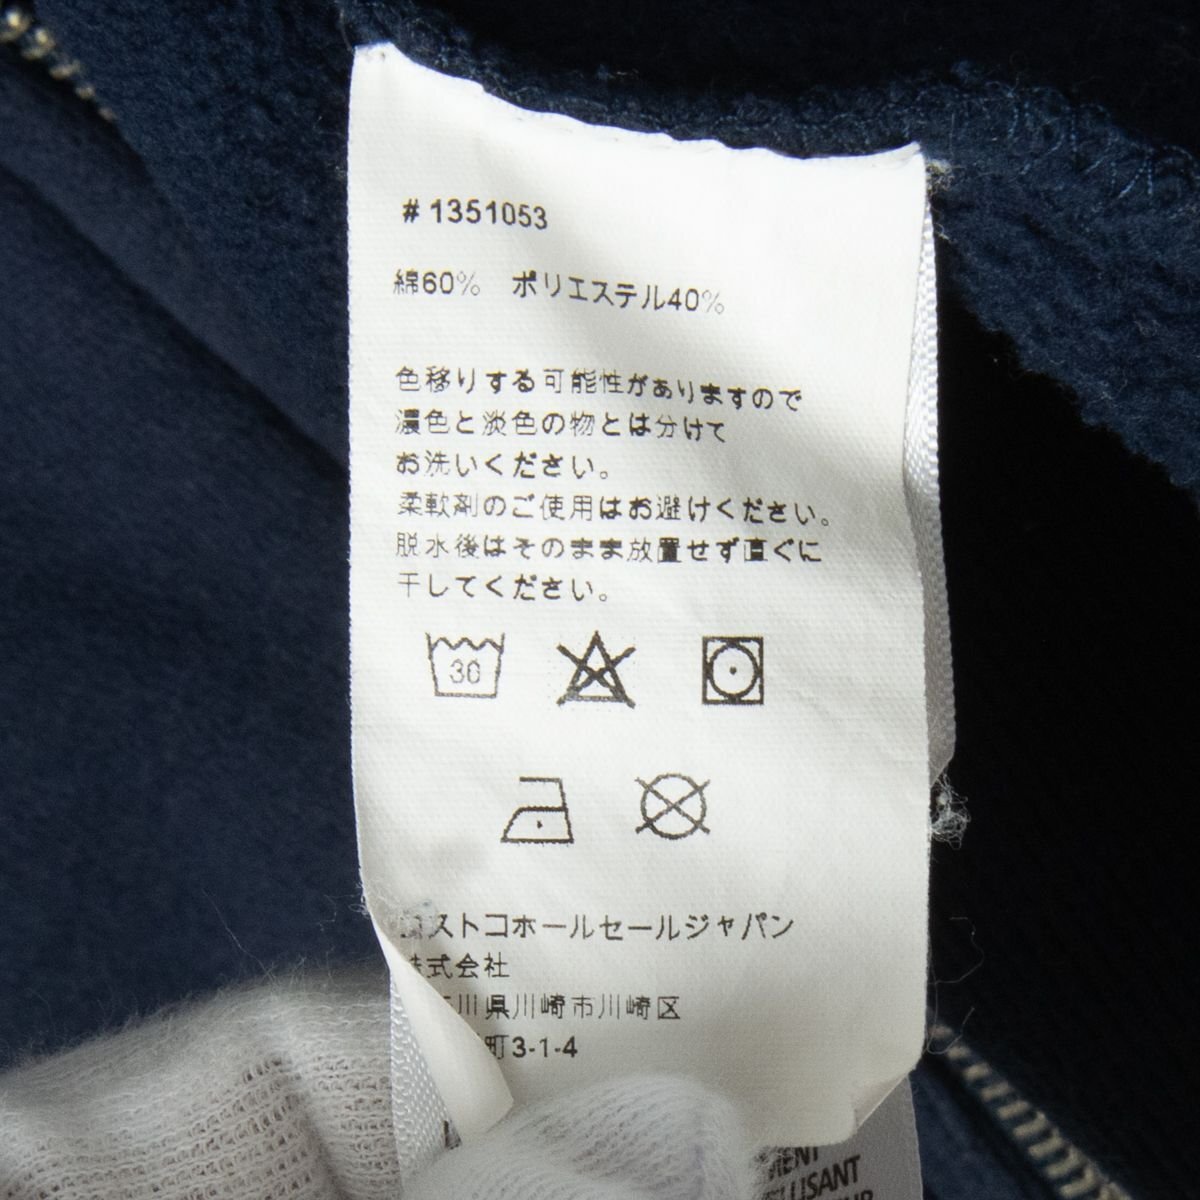 # 1351053
綿60% ポリエステル40%
色移りする可能性がありますので
濃色と淡色の物とは分けて
お洗いください。
柔軟剤のご使用はお避けください。
脱水後はそのまま放置せず直ぐに
干してください。
30
コストコホールセールジャパン
株式会社
川県川崎市川崎区
町3-1-4
MENT
LISANT